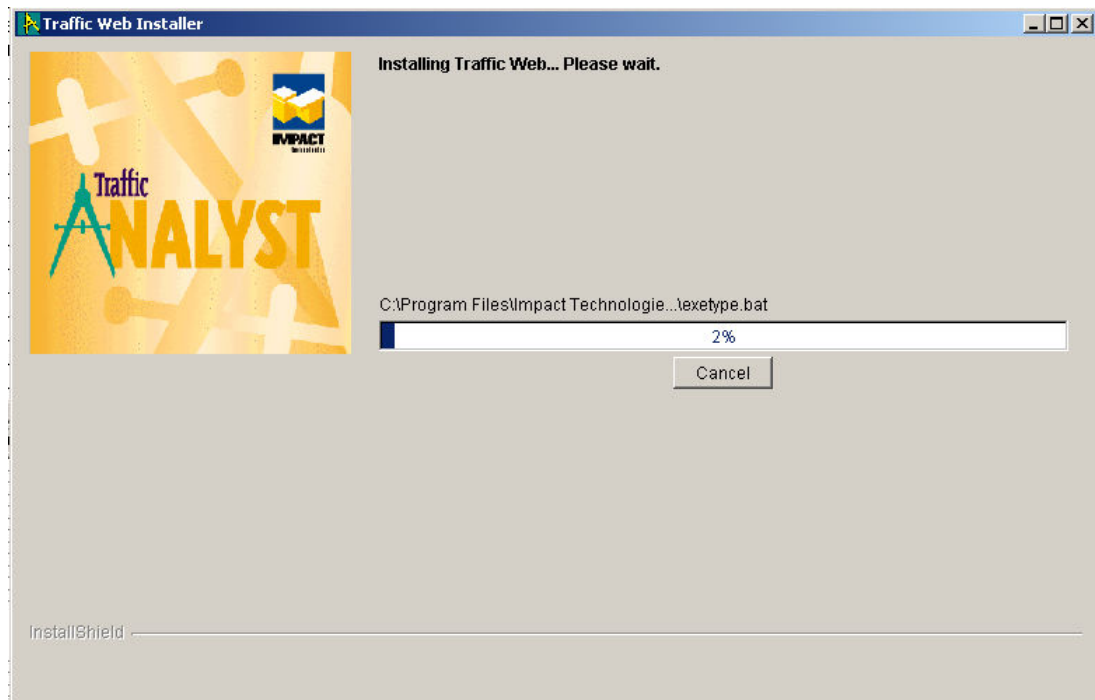 Traffic Web Installer
Installing Traffic Web... Please wait.
IMPACT
Traffic
ANALYST
C:\Program Files\Impact Technologie...\exetype.bat
2%
Cancel
InstallShield